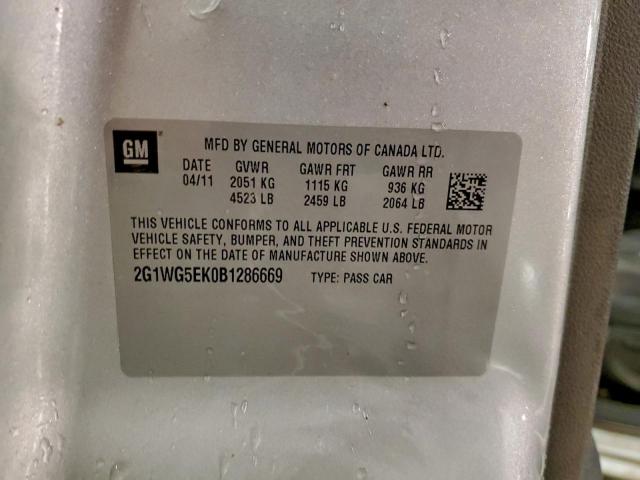 GM
MFD BY GENERAL MOTORS OF CANADA LTD.
DATE GVWR GAWR FRT GAWR RR
04/11 2051 KG 1115 KG 936 KG
4523 LB 2459 LB 2064 LB
THIS VEHICLE CONFORMS TO ALL APPLICABLE U.S. FEDERAL MOTOR
VEHICLE SAFETY, BUMPER, AND THEFT PREVENTION STANDARDS IN
EFFECT ON THE DATE OF MANUFACTURE SHOWN ABOVE.
2G1WG5EK0B1286669 TYPE: PASS CAR